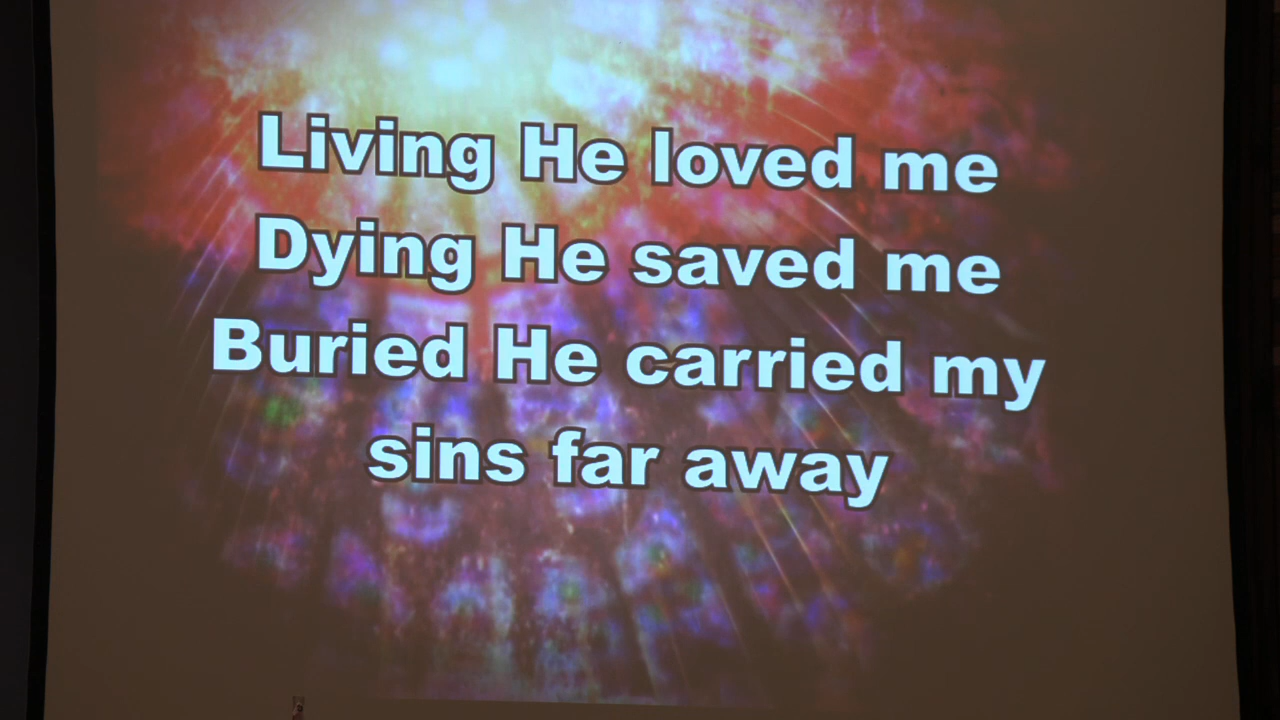 Living He loved me
Dying He saved me
Buried He carried my
sins far away